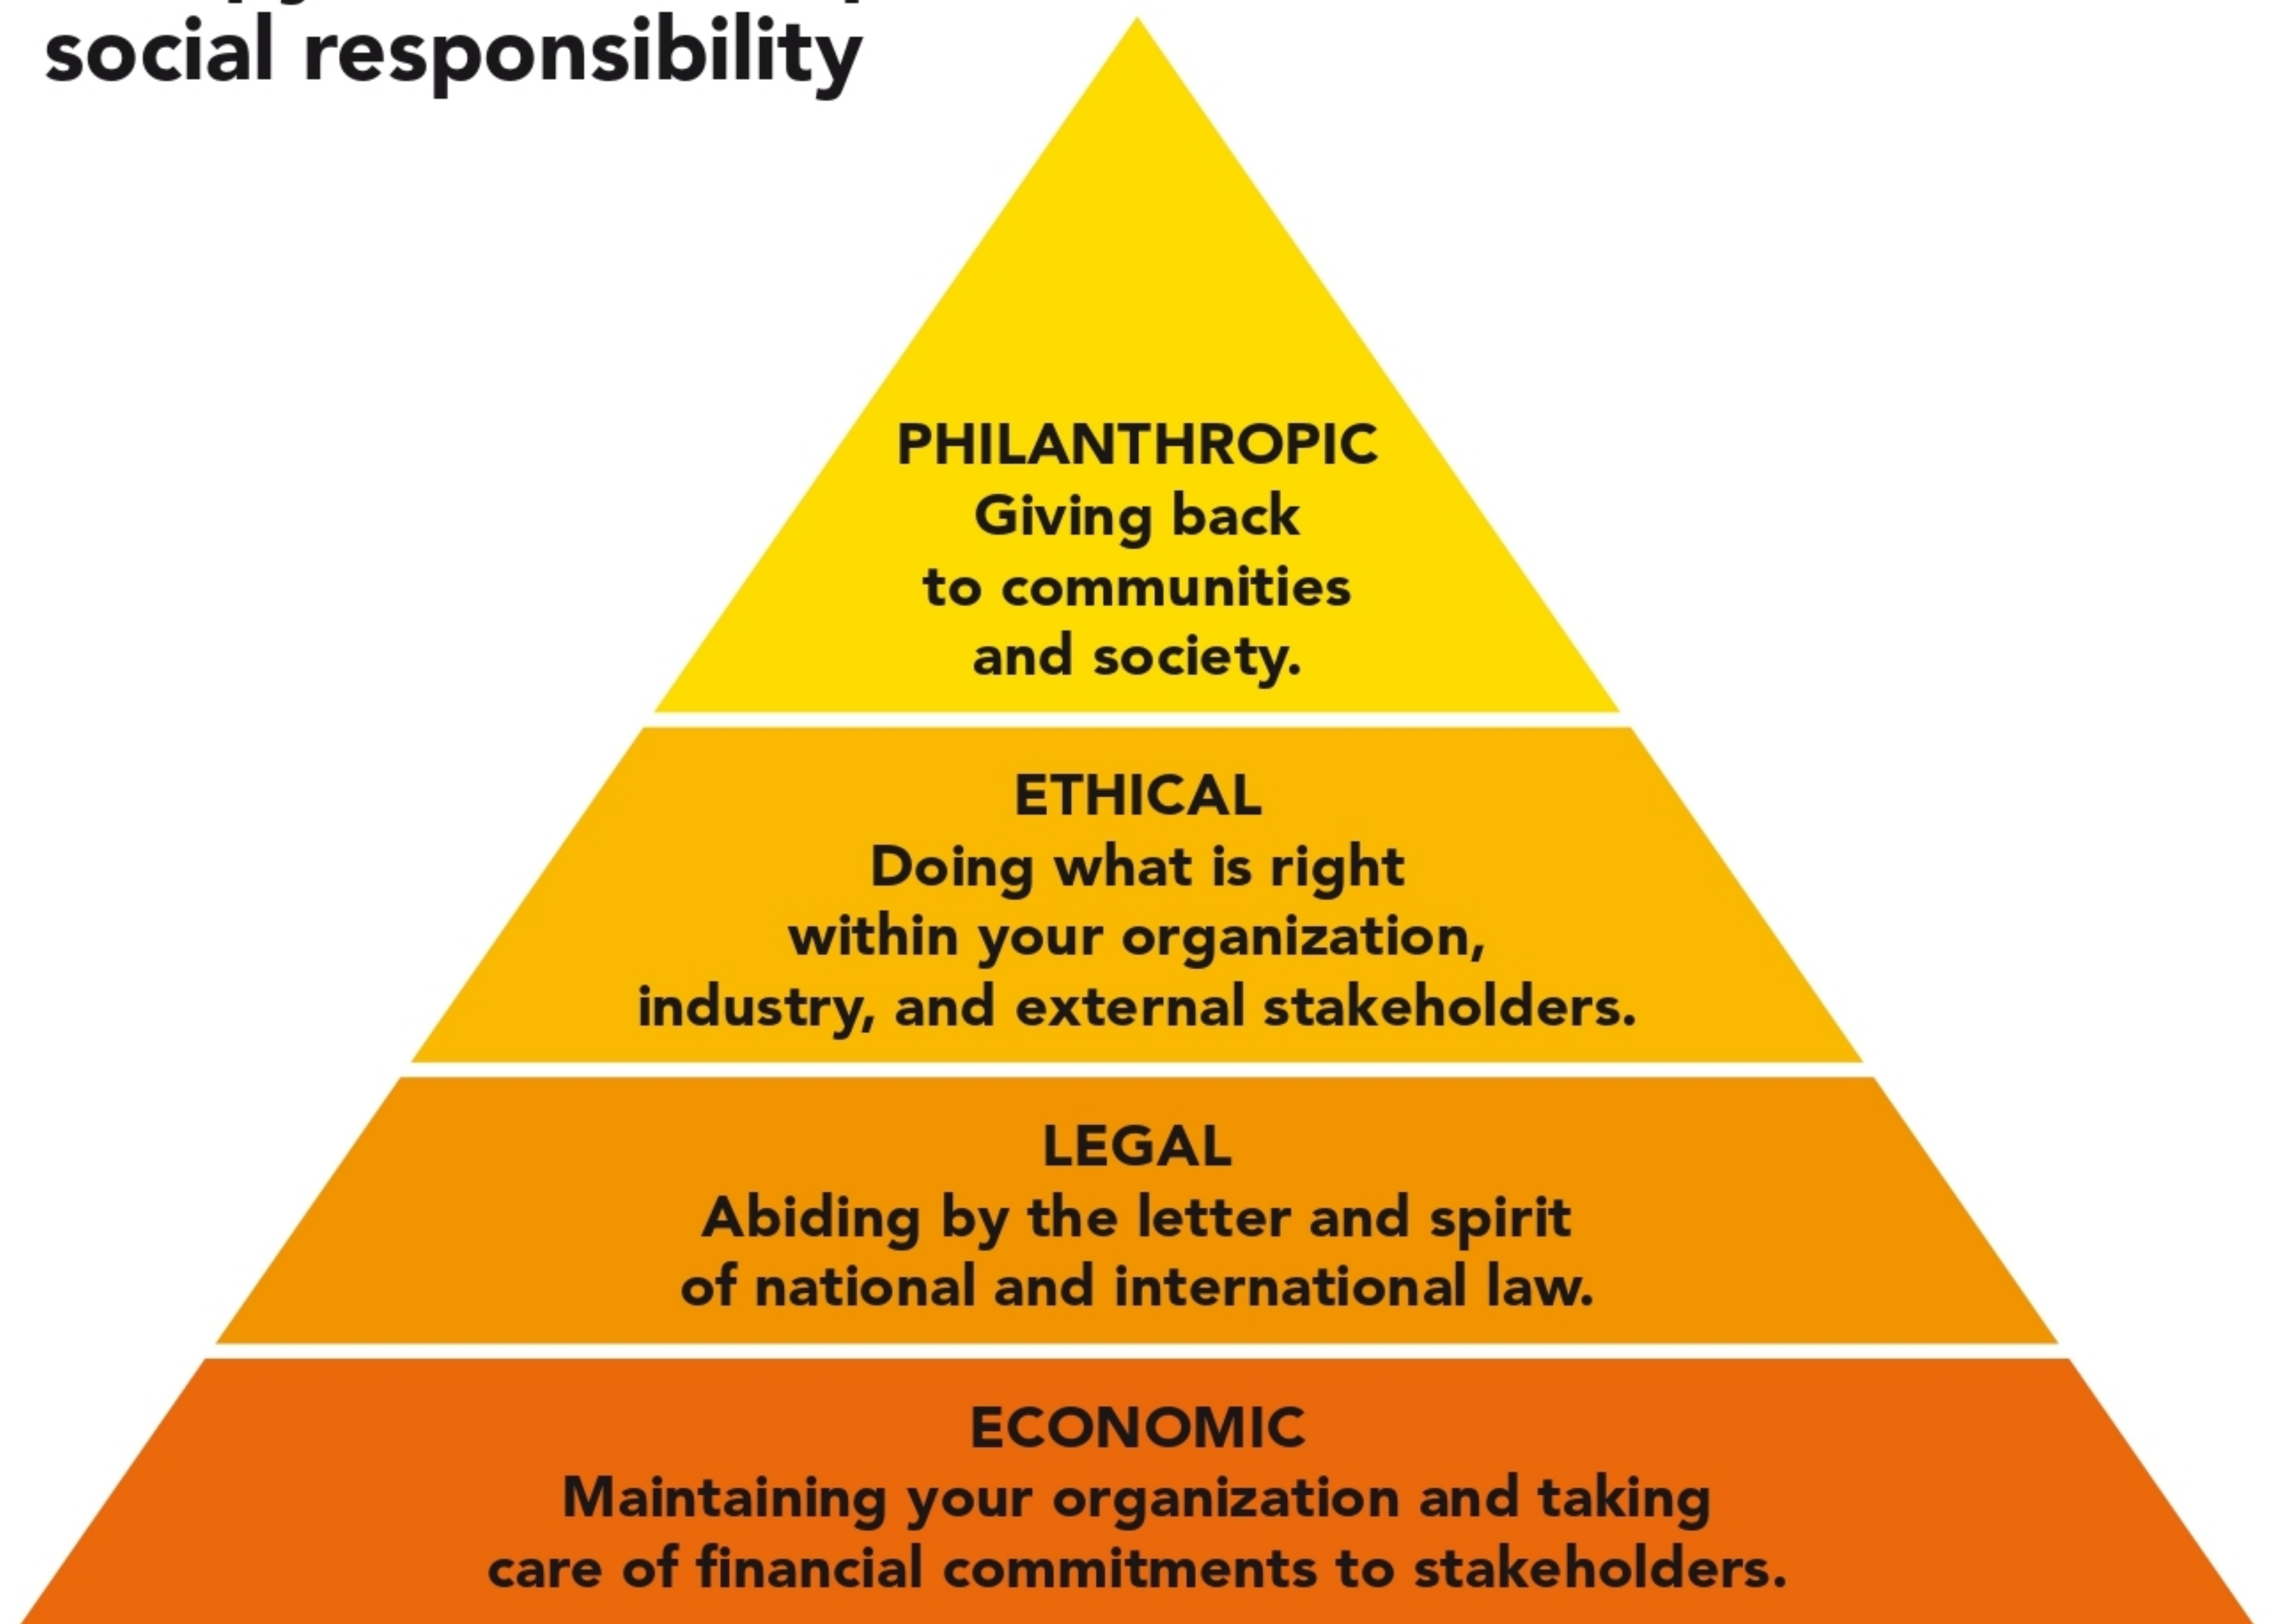 social responsibility
PHILANTHROPIC
Giving back
to communities
and society.
ETHICAL
Doing what is right
within your organization,
industry, and external stakeholders.
LEGAL
Abiding by the letter and spirit
of national and international law.
ECONOMIC
Maintaining your organization and taking
care of financial commitments to stakeholders.